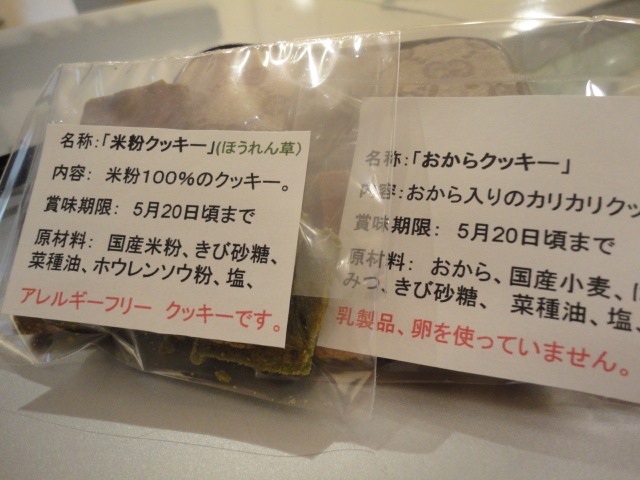 名称:「米粉クッキー」(ほうれん草)
内容: 米粉100%のクッキー。
賞味期限: 5月20日頃まで
原材料: 国産米粉、きび砂糖、
菜種油、ホウレンソウ粉、塩、
アレルギーフリー クッキーです。
名称:「おからクッキー」
内容:おから入りのカリカリクッ
賞味期限: 5月20日頃まで
原材料: おから、国産小麦、は
みつ、きび砂糖、 菜種油、塩、
乳製品、卵を使っていません。